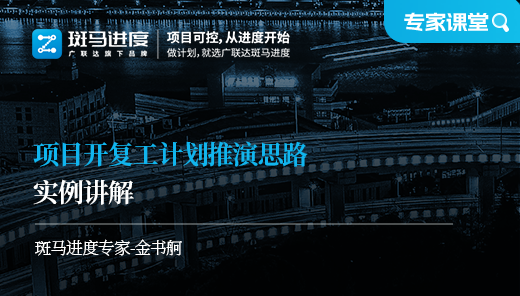 斑马进度
广联达旗下品牌
项目可控，从进度开始
做计划，就选广联达斑马进度
专家课堂
项目开复工计划推演思路
实例讲解
斑马进度专家-金书舸